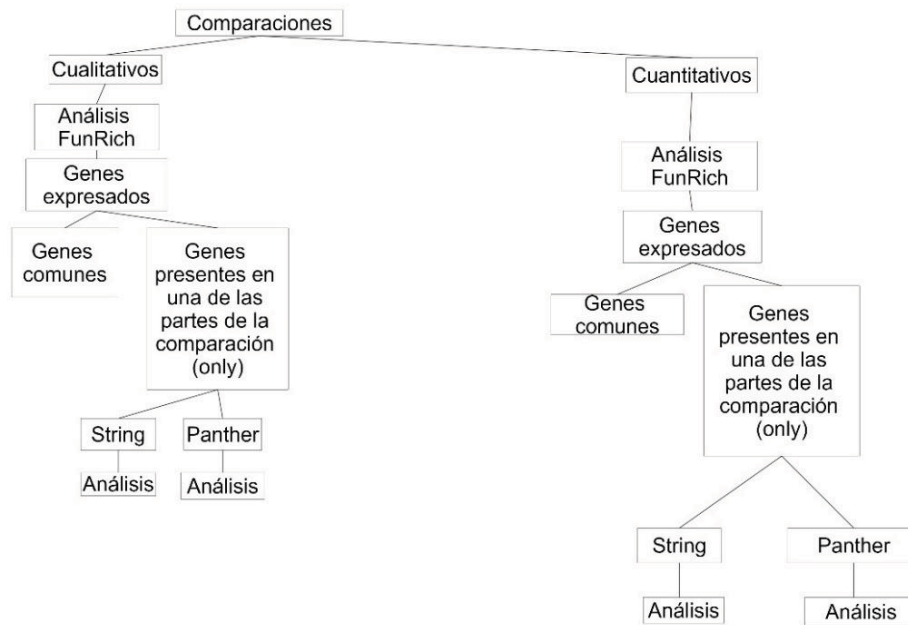 Comparaciones
Cualitativos
Análisis
FunRich
Genes
expresados
Genes
comunes
Genes
presentes en
una de las
partes de la
comparación
(only)
String
Panther
Análisis
Análisis
Cuantitativos
Análisis
FunRich
Genes
expresados
Genes
comunes
Genes
presentes en
una de las
partes de la
comparación
(only)
String
Panther
Análisis
Análisis